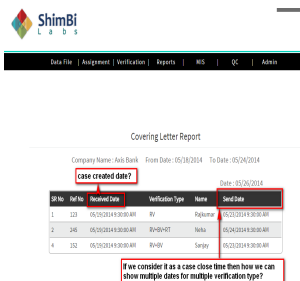 ShimBi
L a b s
Data File | Assignment | Verification | Reports | MIS | QC | Admin
Covering Letter Report
Company Name : Axis Bank From Date : 05/18/2014 To Date : 05/24/2014
case created date?
Date : 05/26/2014
SR No Ref No Received Date Verification Type Name Send Date
1 123 05/19/2014 9:30:00 AM RV Rajkumar 05/23/2014 9:30:00 AM
2 245 05/19/2014 9:30:00 AM RV+BV+RT Neha 05/24/2014 9:30:00 AM
4 152 05/19/2014 9:30:00 AM RV+BV Sanjay 05/23/2014 9:30:00 AM
If we consider it as a case close time then how we can
show multiple dates for multiple verification type?